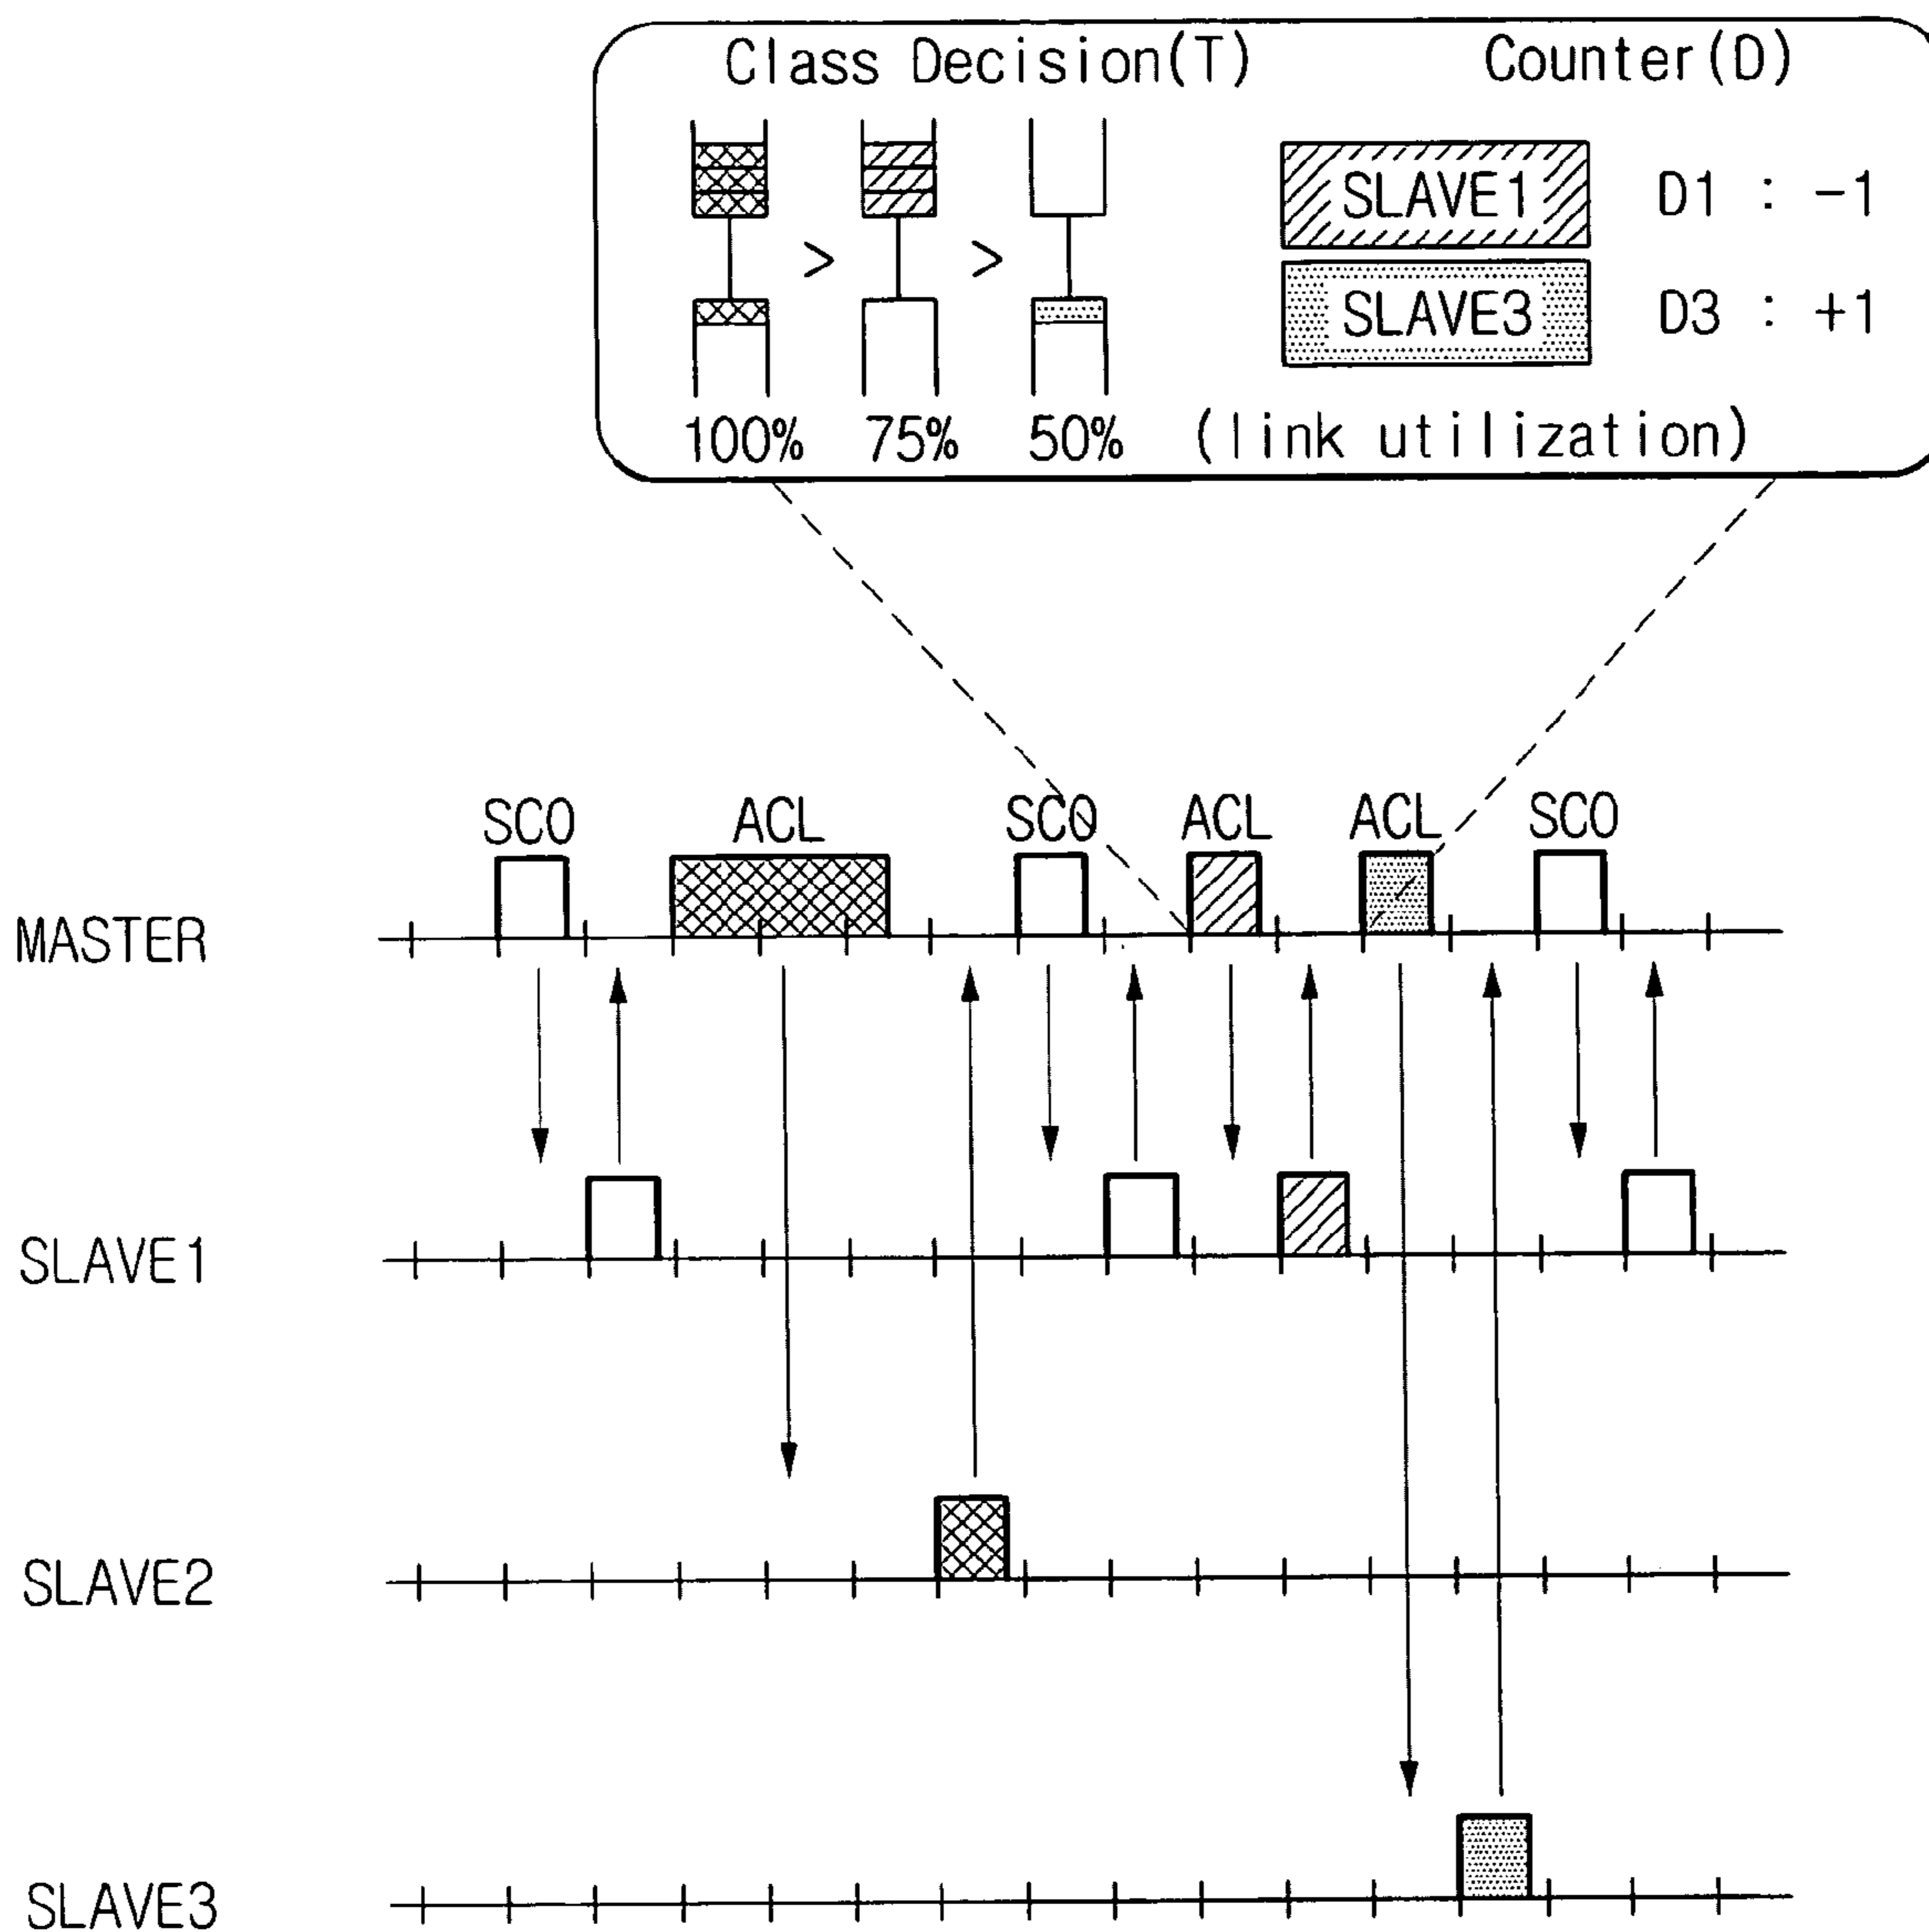 Class Decision(T) Counter(D)
SLAVE1 D1 : -1
> >
SLAVE3 D3 : +1
100% 75% 50% (link utilization)
SCO ACL SCO ACL ACL SCO
MASTER
SLAVE1
SLAVE2
SLAVE3